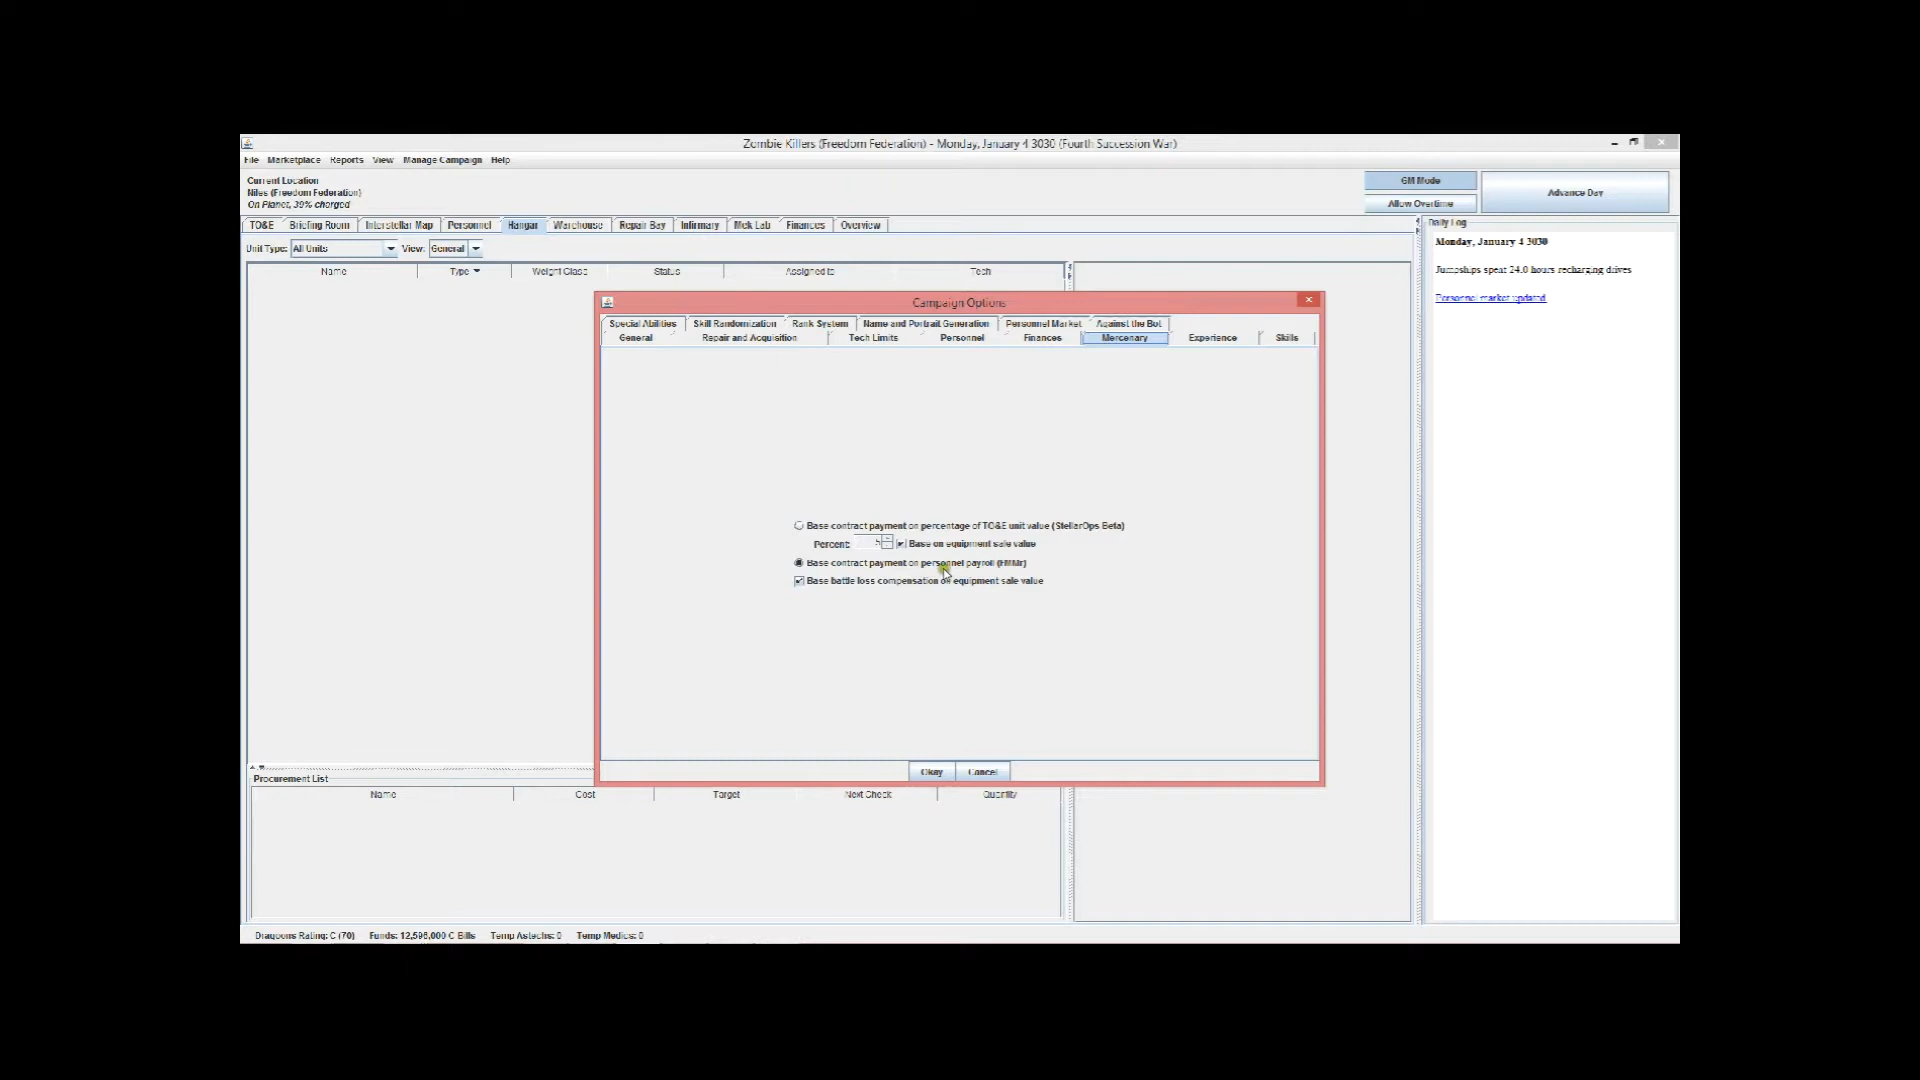 Zombie Killers (Freedom Federation) - Monday, January 4 3030 (Fourth Succession War)
File Marketplace Reports View Manage Campaign Help
Current Location
Niles (Freedom Federation)
On Planet, 39% charged
GM Mode
Advance Day
Allow Overtime
TO&E Briefing Room Interstellar Map Personnel Hangar Warehouse Repair Bay Infirmary Mek Lab Finances Overview
Daily Log
Monday, January 4 3030
Jumpships spent 24.0 hours recharging drives
Personnel market updated
Unit Type: All Units View: General
Name Type Weight Class Status Assigned to Tech
Campaign Options
Special Abilities Skill Randomization Rank System Name and Portrait Generation Personnel Market Against the Bot
General Repair and Acquisition Tech Limits Personnel Finances Mercenary Experience Skills
Base contract payment on percentage of TO&E unit value (StellarOps Beta)
Percent: 5 Base on equipment sale value
Base contract payment on personnel payroll (FMMr)
Base battle loss compensation on equipment sale value
Okay Cancel
Procurement List
Name Cost Target Next Check Quantity
Dragoons Rating: C (70) Funds: 12,596,000 C-Bills Temp Astechs: 0 Temp Medics: 0